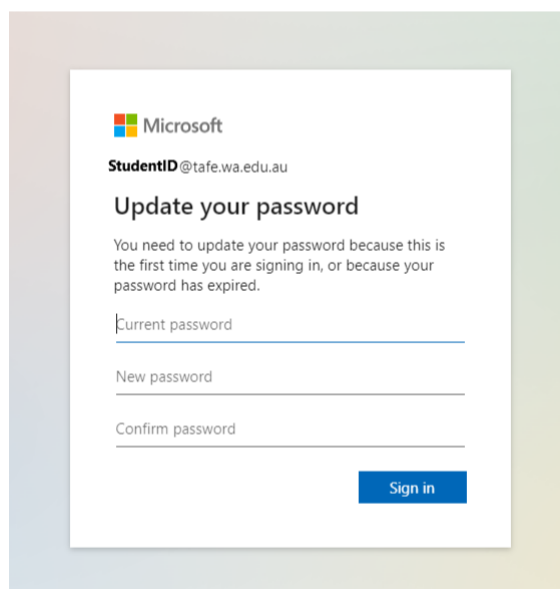 Microsoft
StudentID@tafe.wa.edu.au
Update your password
You need to update your password because this is
the first time you are signing in, or because your
password has expired.
Current password
New password
Confirm password
Sign in